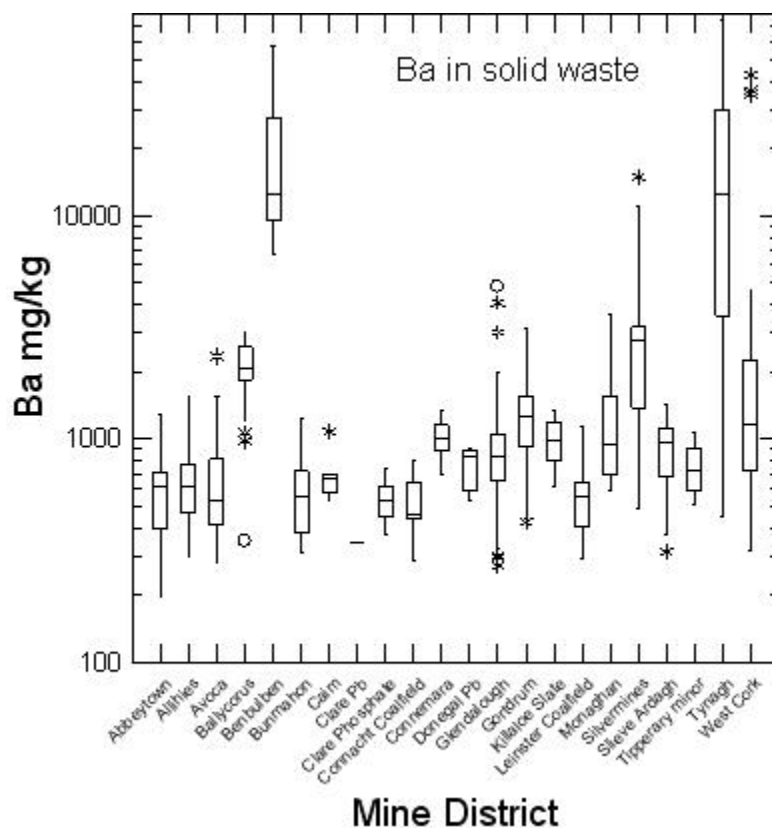 Ba in solid waste
Ba mg/kg
10000
1000
100
Abbeytown
Allihies
Avoca
Ballycorus
Benbulben
Bunmahon
Caim
Clare Pb
Clare Phosphate
Connacht Coalfield
Connemara
Donegal Pb
Glendalough
Gortdrum
Killaloe Slate
Leinster Coalfield
Monaghan
Silvermines
Slieve Ardagh
Tipperary minor
Tynagh
West Cork
Mine District